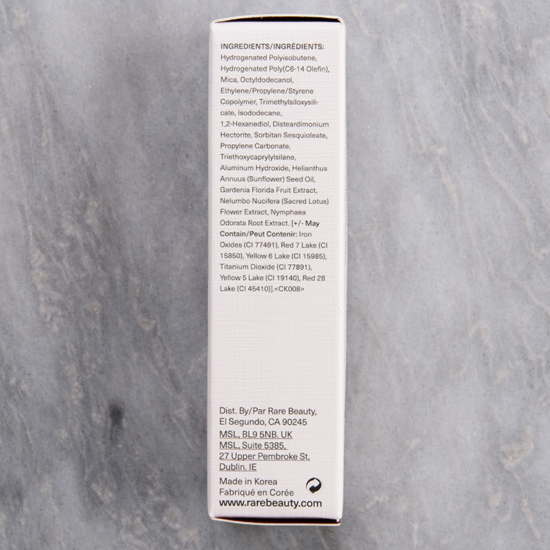 INGREDIENTS/INGRÉDIENTS:
Hydrogenated Polyisobutene,
Hydrogenated Poly(C6-14 Olefin),
Mica, Octyldodecanol,
Ethylene/Propylene/Styrene
Copolymer, Trimethylsiloxysili-
cate, Isododecane,
1,2-Hexanediol, Disteardimonium
Hectorite, Sorbitan Sesquioleate,
Propylene Carbonate,
Triethoxycaprylylsilane,
Aluminum Hydroxide, Helianthus
Annuus (Sunflower) Seed Oil,
Gardenia Florida Fruit Extract,
Nelumbo Nucifera (Sacred Lotus)
Flower Extract, Nymphaea
Odorata Root Extract. [+/- May
Contain/Peut Contenir: Iron
Oxides (CI 77491), Red 7 Lake (CI
15850), Yellow 6 Lake (CI 15985),
Titanium Dioxide (CI 77891),
Yellow 5 Lake (CI 19140), Red 28
Lake (CI 45410)].<CK008>
Dist. By/Par Rare Beauty,
El Segundo, CA 90245
MSL, BL9 5NB. UK
MSL, Suite 5385,
27 Upper Pembroke St,
Dublin. IE
Made in Korea
Fabriqué en Corée
www.rarebeauty.com